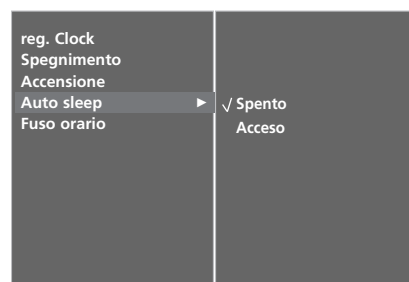 reg. Clock
Spegnimento
Accensione
Auto sleep ►
Fuso orario
√ Spento
Acceso